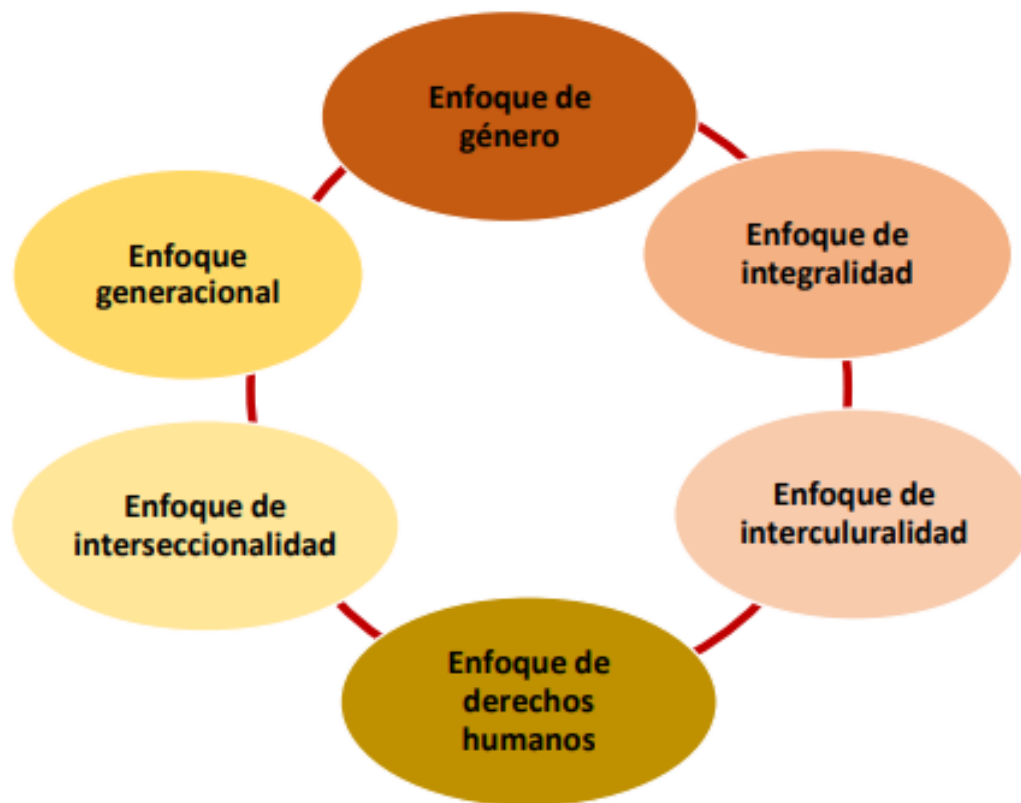 Enfoque de
género
Enfoque de
integralidad
Enfoque de
interculuralidad
Enfoque de
derechos
humanos
Enfoque de
interseccionalidad
Enfoque
generacional